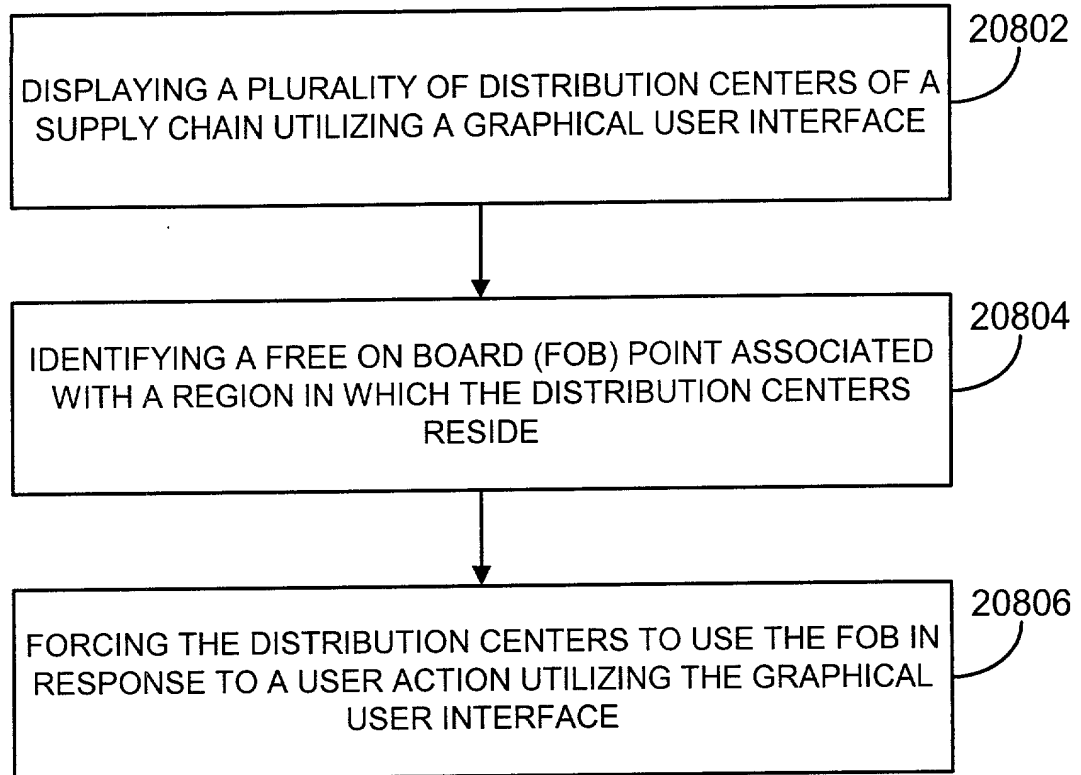 20802
DISPLAYING A PLURALITY OF DISTRIBUTION CENTERS OF A
SUPPLY CHAIN UTILIZING A GRAPHICAL USER INTERFACE
20804
IDENTIFYING A FREE ON BOARD (FOB) POINT ASSOCIATED
WITH A REGION IN WHICH THE DISTRIBUTION CENTERS
RESIDE
20806
FORCING THE DISTRIBUTION CENTERS TO USE THE FOB IN
RESPONSE TO A USER ACTION UTILIZING THE GRAPHICAL
USER INTERFACE